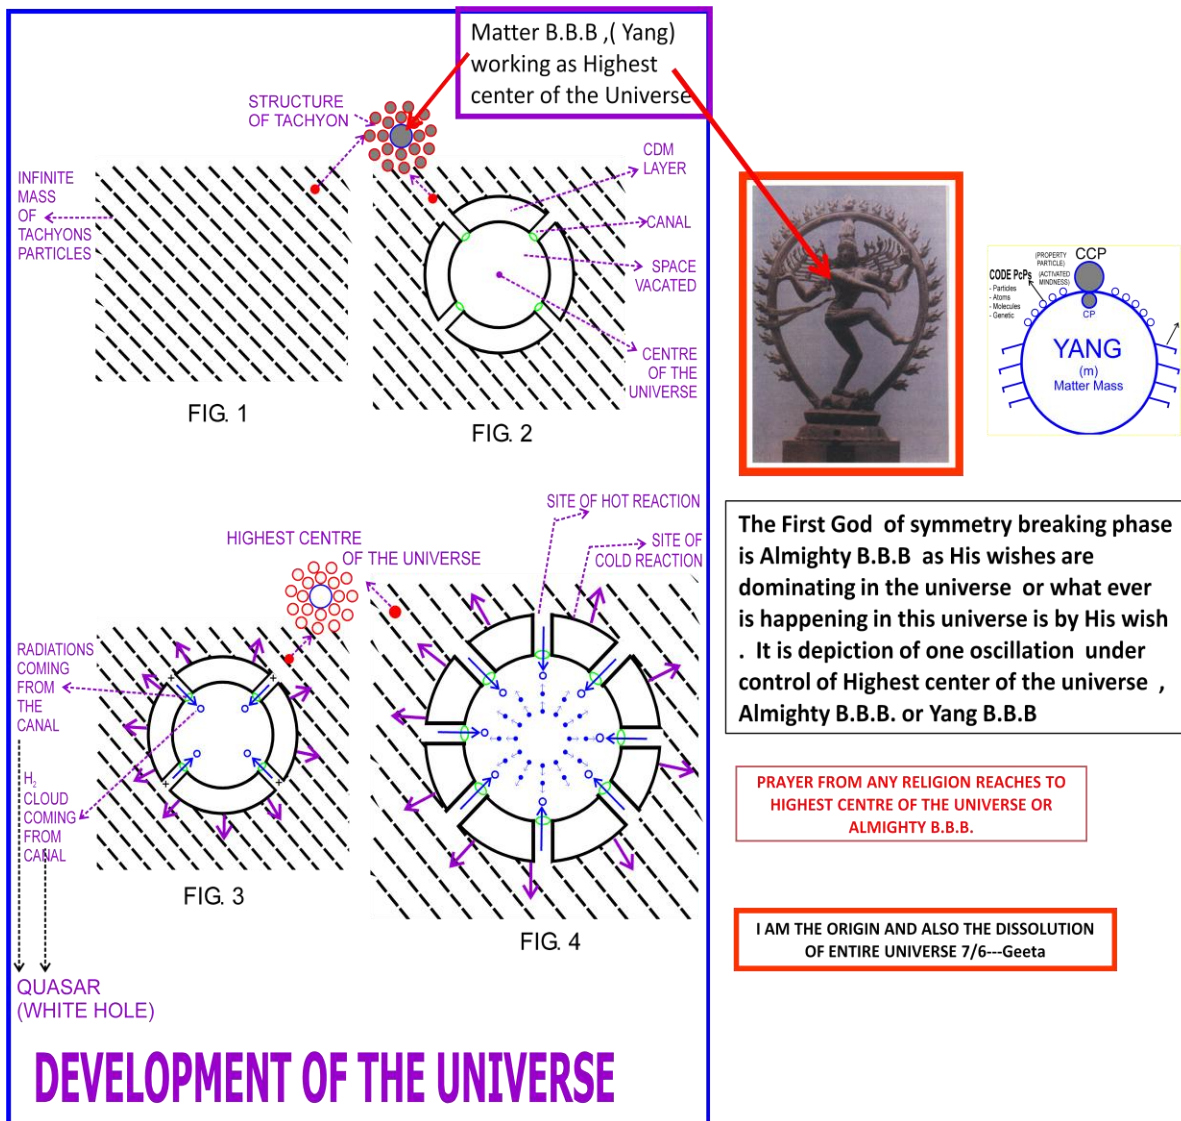 Matter B.B.B ,( Yang)
working as Highest
center of the Universe
STRUCTURE
OF TACHYON
INFINITE
MASS
OF
TACHYONS
PARTICLES
CDM
LAYER
CANAL
SPACE
VACATED
CENTRE
OF THE
UNIVERSE
FIG. 1
FIG. 2
(PROPERTY
PARTICLE)
CCP
CODE PcPs
(ACTIVATED
MINDNESS)
- Particles
- Atoms
- Molecules
- Genetic
CP
YANG
(m)
Matter Mass
SITE OF HOT REACTION
HIGHEST CENTRE
OF THE UNIVERSE
SITE OF
COLD REACTION
RADIATIONS
COMING
FROM
THE
CANAL
H2
CLOUD
COMING
FROM
CANAL
+
+
+
+
FIG. 3
FIG. 4
QUASAR
(WHITE HOLE)
DEVELOPMENT OF THE UNIVERSE
The First God of symmetry breaking phase
is Almighty B.B.B as His wishes are
dominating in the universe or what ever
is happening in this universe is by His wish
. It is depiction of one oscillation under
control of Highest center of the universe ,
Almighty B.B.B. or Yang B.B.B
PRAYER FROM ANY RELIGION REACHES TO
HIGHEST CENTRE OF THE UNIVERSE OR
ALMIGHTY B.B.B.
I AM THE ORIGIN AND ALSO THE DISSOLUTION
OF ENTIRE UNIVERSE 7/6---Geeta